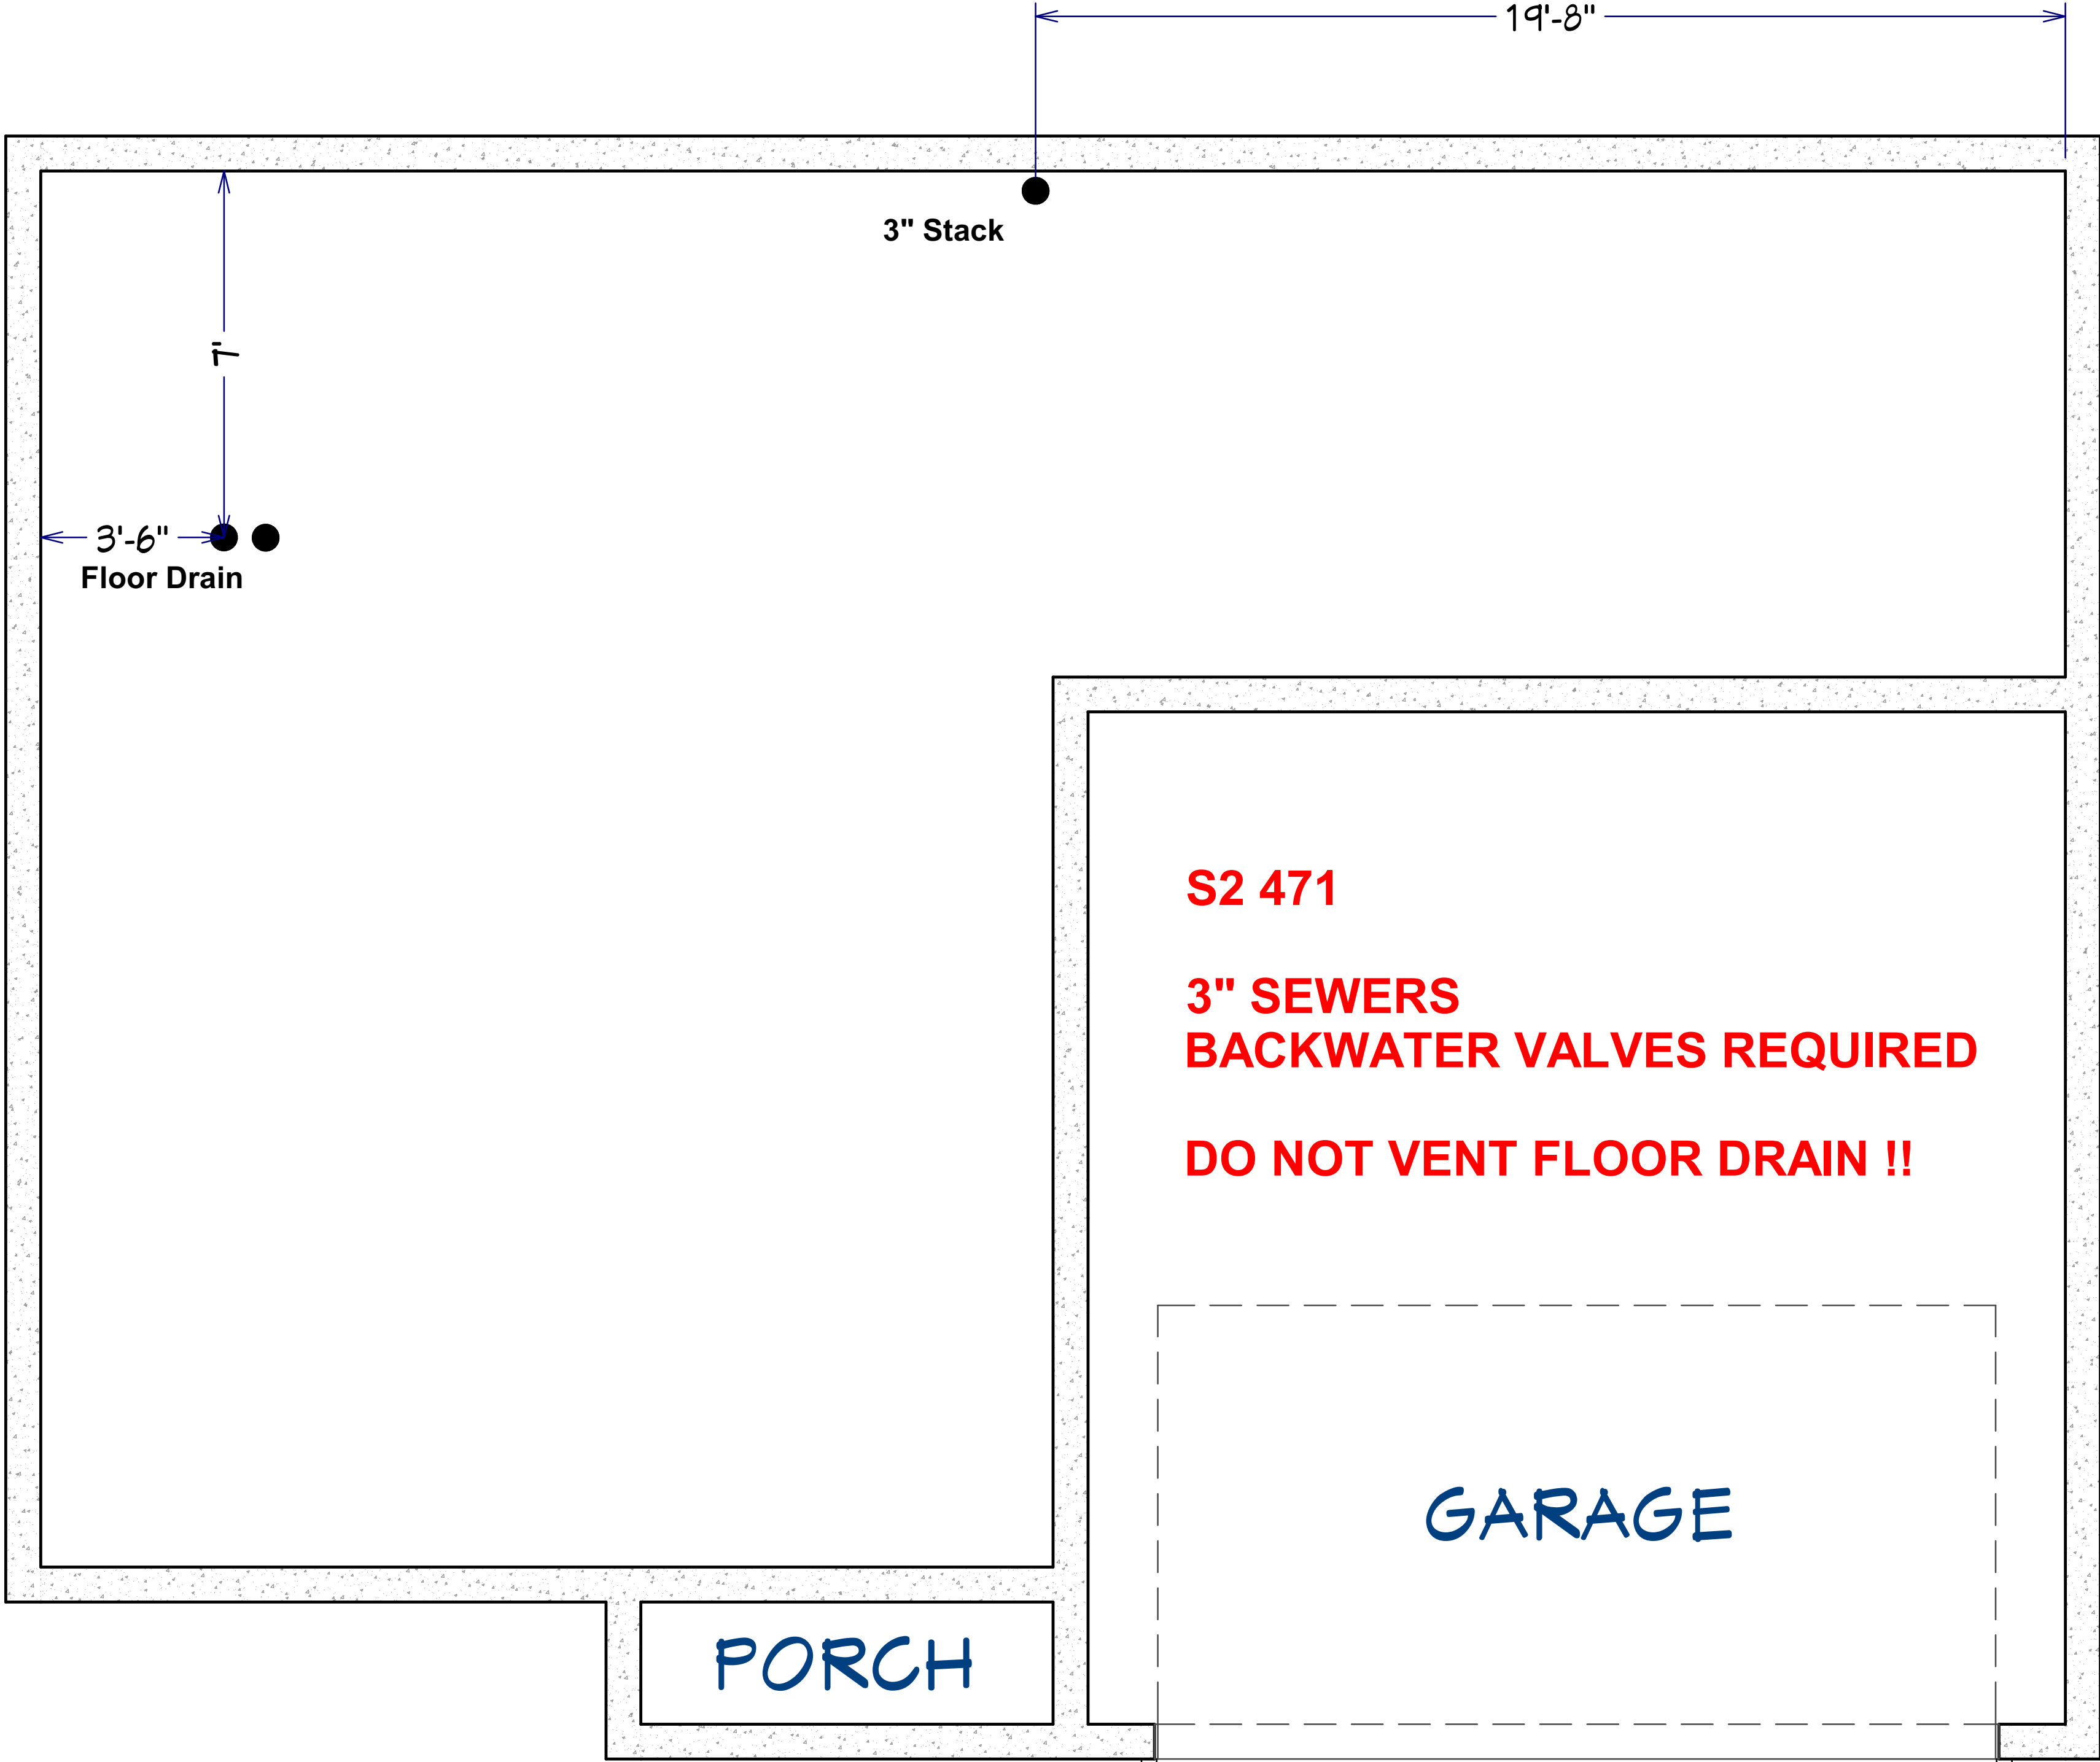 19'-8"
3" Stack
7'
3'-6"
Floor Drain
S2 471
3" SEWERS
BACKWATER VALVES REQUIRED
DO NOT VENT FLOOR DRAIN !!
GARAGE
PORCH